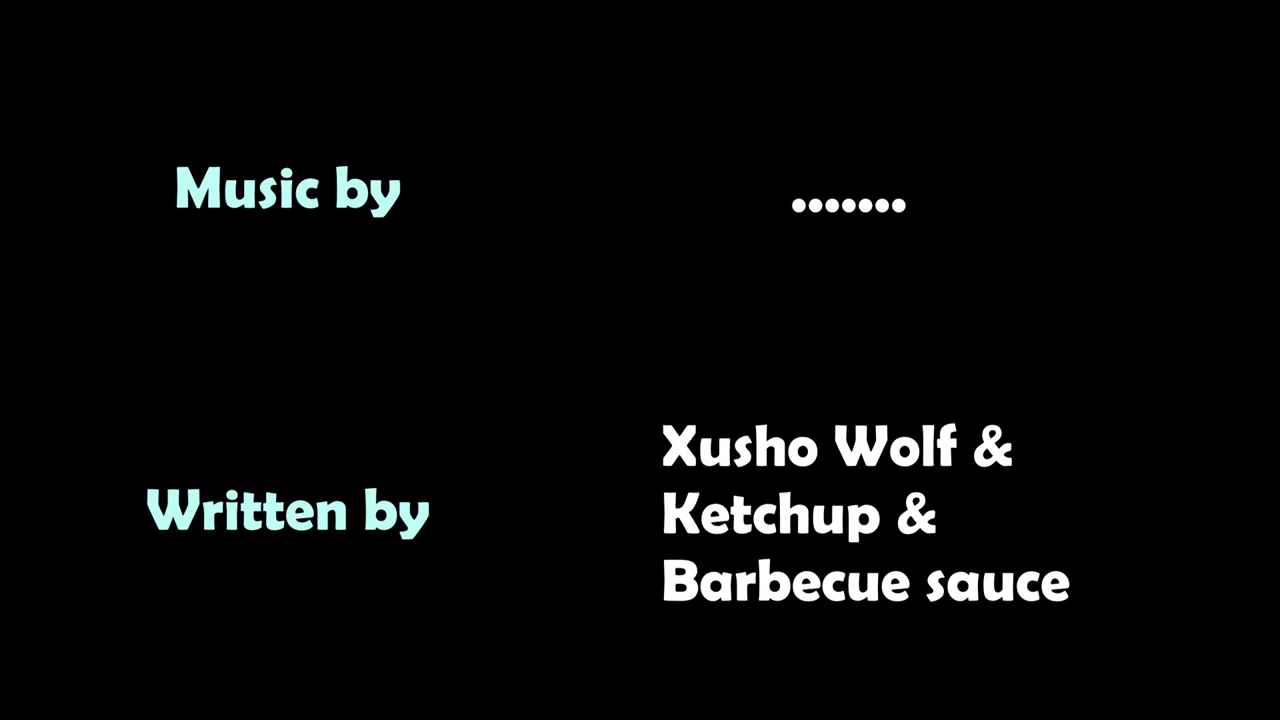 Music by
.......
Written by
Xusho Wolf &
Ketchup &
Barbecue sauce